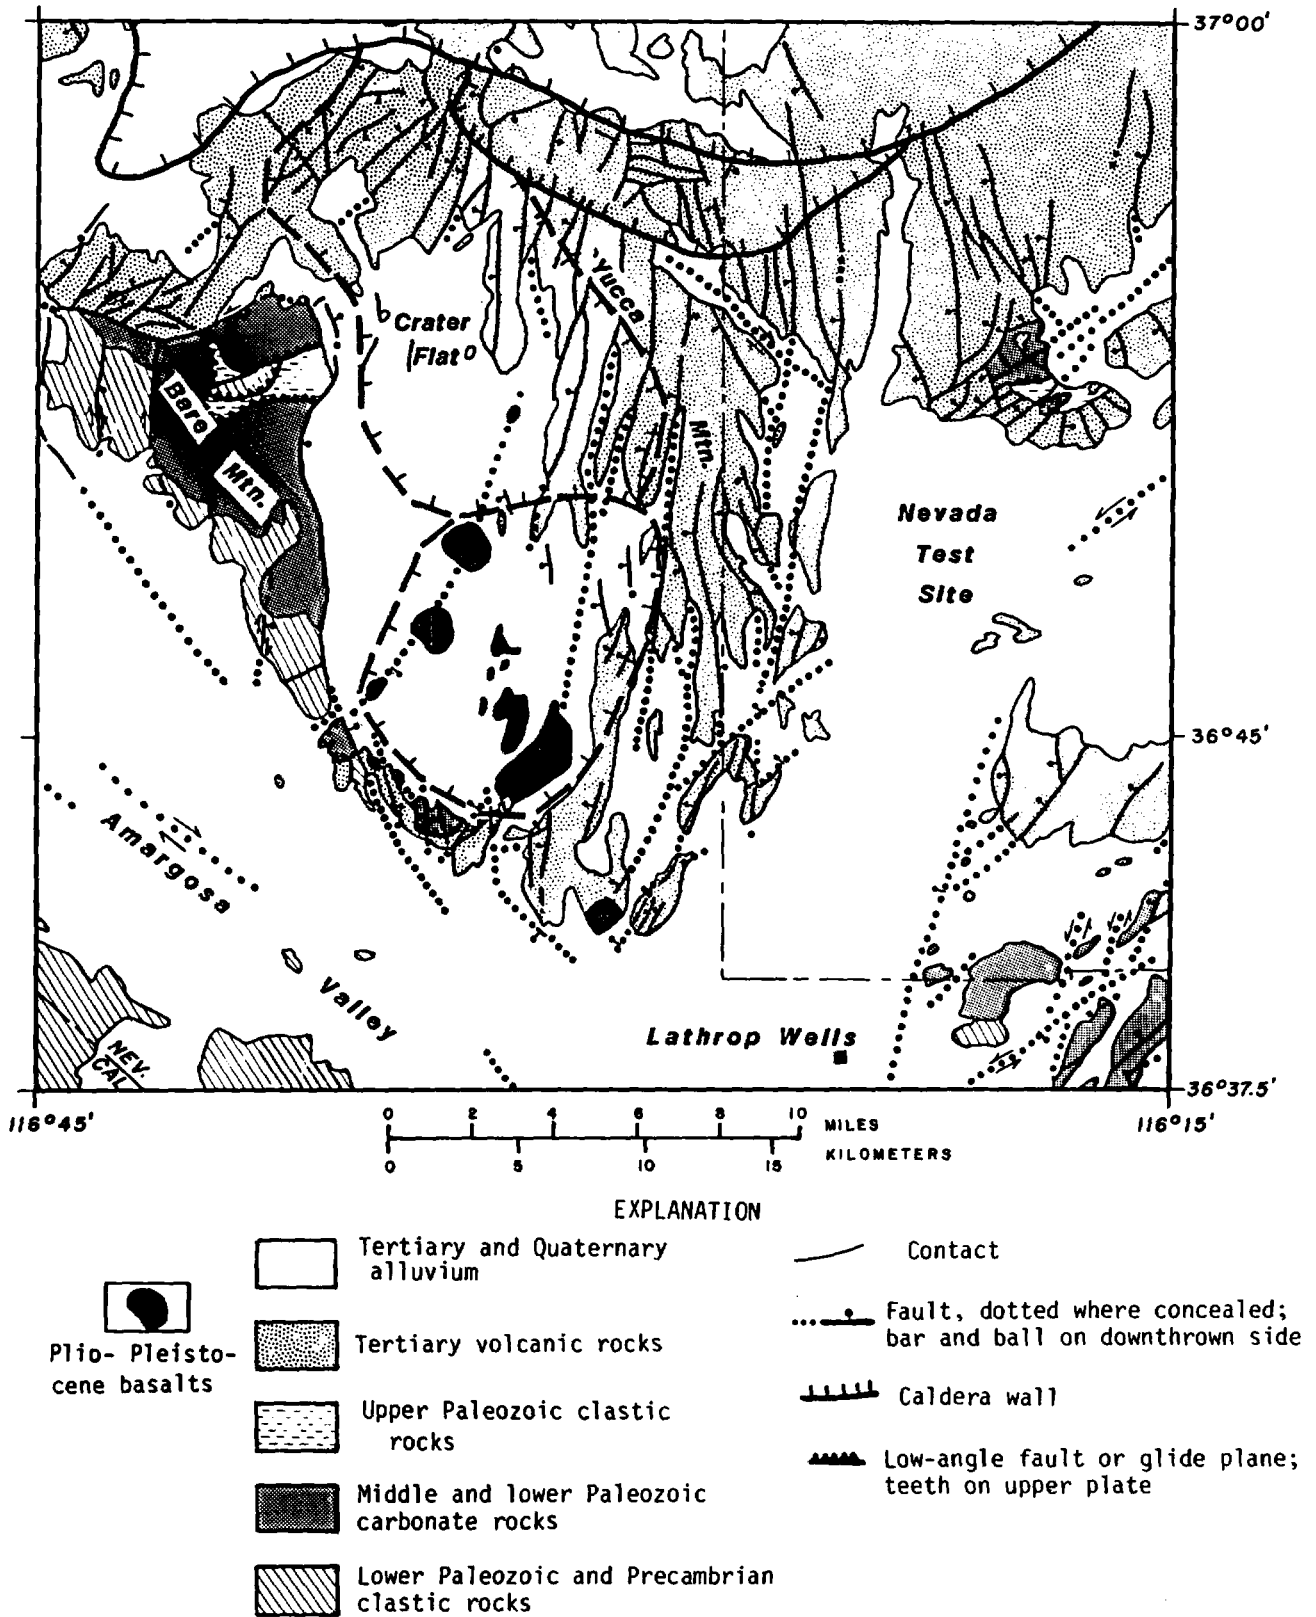 37°00'
Yucca
Crater
Flat
Bare
Mtn.
Mtn.
Nevada
Test
Site
36°45'
Amargosa
Valley
Lathrop Wells
NEV.
CAL.
36°37.5'
116°45'
116°15'
0 2 4 6 8 10 MILES
0 5 10 15 KILOMETERS
EXPLANATION
Plio- Pleisto-
cene basalts
Tertiary and Quaternary
alluvium
Tertiary volcanic rocks
Upper Paleozoic clastic
rocks
Middle and lower Paleozoic
carbonate rocks
Lower Paleozoic and Precambrian
clastic rocks
Contact
Fault, dotted where concealed;
bar and ball on downthrown side
Caldera wall
Low-angle fault or glide plane;
teeth on upper plate